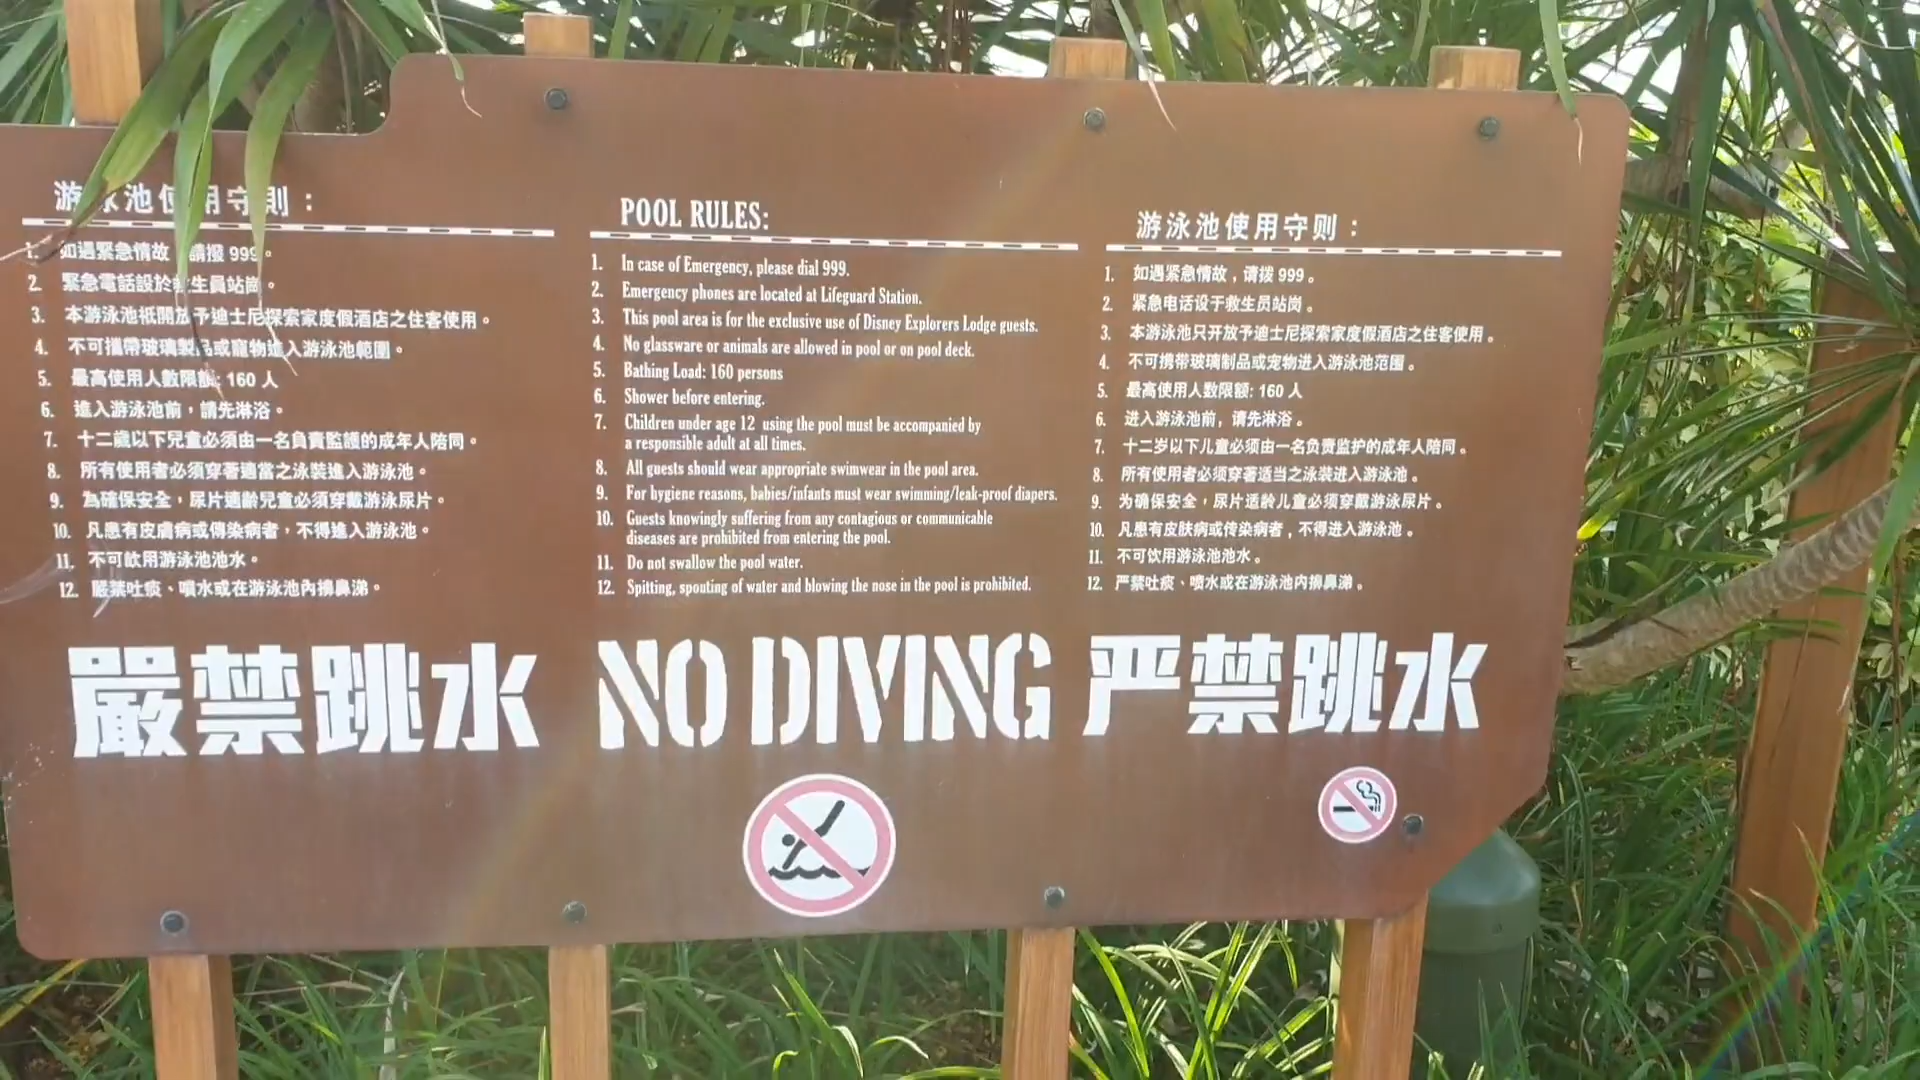 游泳池使用守則：
1. 如遇緊急情故 請撥 999。
2. 緊急電話設於救生員站崗。
3. 本游泳池祇開放予迪士尼探索家度假酒店之住客使用。
4. 不可攜帶玻璃製品或寵物進入游泳池範圍。
5. 最高使用人數限額: 160 人
6. 進入游泳池前，請先淋浴。
7. 十二歲以下兒童必須由一名負責監護的成年人陪同。
8. 所有使用者必須穿著適當之泳裝進入游泳池。
9. 為確保安全，尿片適齡兒童必須穿戴游泳尿片。
10. 凡患有皮膚病或傳染病者，不得進入游泳池。
11. 不可飲用游泳池池水。
12. 嚴禁吐痰、噴水或在游泳池內擤鼻涕。
嚴禁跳水
POOL RULES:
1. In case of Emergency, please dial 999.
2. Emergency phones are located at Lifeguard Station.
3. This pool area is for the exclusive use of Disney Explorers Lodge guests.
4. No glassware or animals are allowed in pool or on pool deck.
5. Bathing Load: 160 persons
6. Shower before entering.
7. Children under age 12 using the pool must be accompanied by
a responsible adult at all times.
8. All guests should wear appropriate swimwear in the pool area.
9. For hygiene reasons, babies/infants must wear swimming/leak-proof diapers.
10. Guests knowingly suffering from any contagious or communicable
diseases are prohibited from entering the pool.
11. Do not swallow the pool water.
12. Spitting, spouting of water and blowing the nose in the pool is prohibited.
NO DIVING
游泳池使用守则：
1. 如遇紧急情故，请拨 999。
2. 紧急电话设于救生员站岗。
3. 本游泳池只开放予迪士尼探索家度假酒店之住客使用。
4. 不可携带玻璃制品或宠物进入游泳池范围。
5. 最高使用人数限额: 160 人
6. 进入游泳池前，请先淋浴。
7. 十二岁以下儿童必须由一名负责监护的成年人陪同。
8. 所有使用者必须穿著适当之泳装进入游泳池。
9. 为确保安全，尿片适龄儿童必须穿戴游泳尿片。
10. 凡患有皮肤病或传染病者，不得进入游泳池。
11. 不可饮用游泳池池水。
12. 严禁吐痰、喷水或在游泳池内擤鼻涕。
严禁跳水